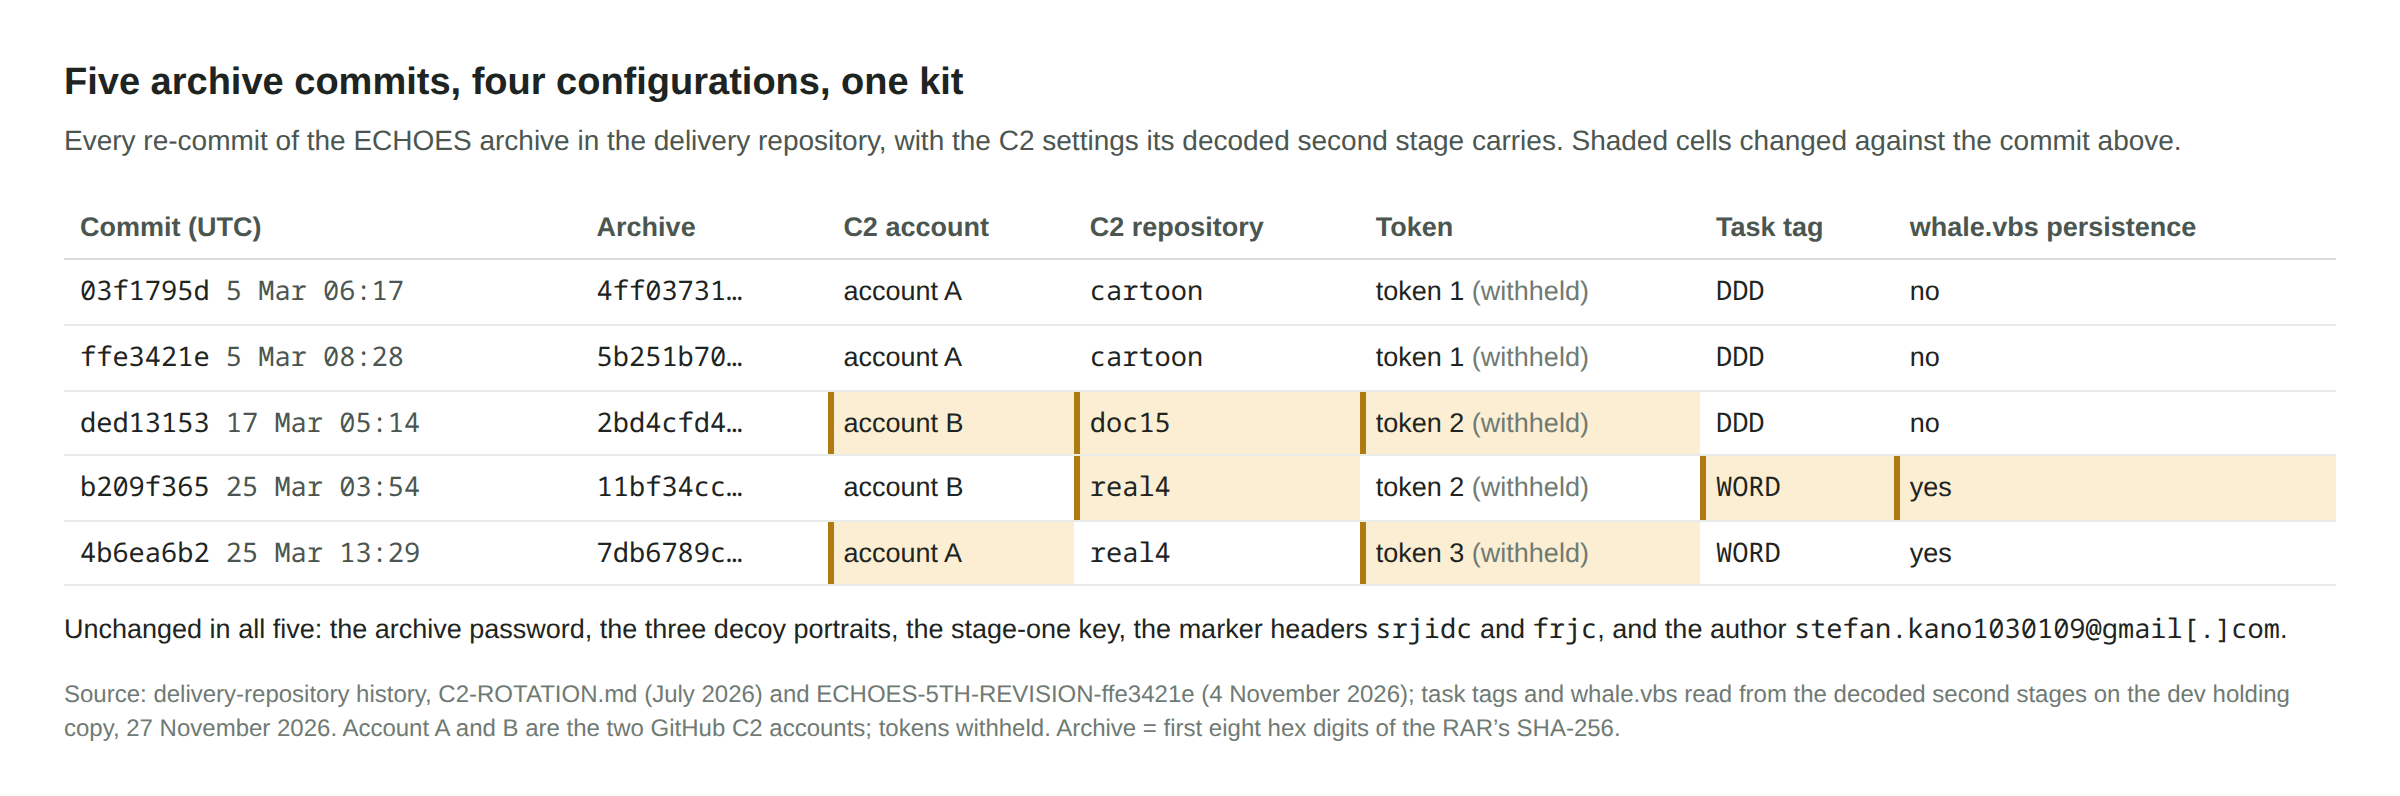 Five archive commits, four configurations, one kit
Every re-commit of the ECHOES archive in the delivery repository, with the C2 settings its decoded second stage carries. Shaded cells changed against the commit above.
Commit (UTC) Archive C2 account C2 repository Token Task tag whale.vbs persistence
03f1795d 5 Mar 06:17 4ff03731… account A cartoon token 1 (withheld) DDD no
ffe3421e 5 Mar 08:28 5b251b70… account A cartoon token 1 (withheld) DDD no
ded13153 17 Mar 05:14 2bd4cfd4… account B doc15 token 2 (withheld) DDD no
b209f365 25 Mar 03:54 11bf34cc… account B real4 token 2 (withheld) WORD yes
4b6ea6b2 25 Mar 13:29 7db6789c… account A real4 token 3 (withheld) WORD yes
Unchanged in all five: the archive password, the three decoy portraits, the stage-one key, the marker headers srjidc and frjc, and the author stefan.kano1030109@gmail[.]com.
Source: delivery-repository history, C2-ROTATION.md (July 2026) and ECHOES-5TH-REVISION-ffe3421e (4 November 2026); task tags and whale.vbs read from the decoded second stages on the dev holding
copy, 27 November 2026. Account A and B are the two GitHub C2 accounts; tokens withheld. Archive = first eight hex digits of the RAR’s SHA-256.